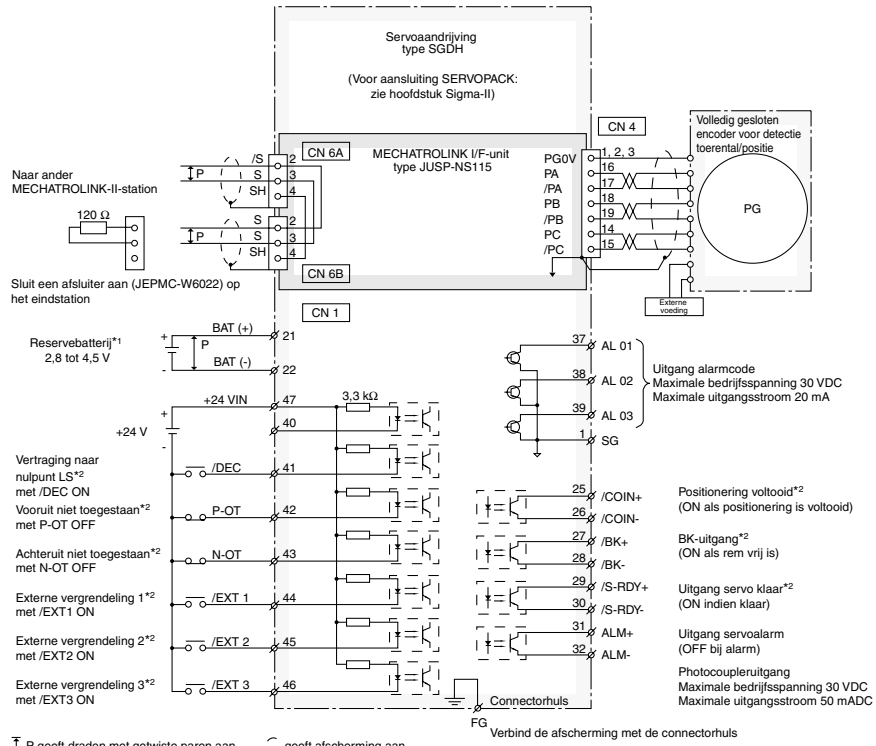 Servoaandrijving
type SGDH
(Voor aansluiting SERVOPACK:
zie hoofdstuk Sigma-II)
CN 4
Volledig gesloten
encoder voor detectie
toerental/positie
CN 6A
MECHATROLINK I/F-unit
type JUSP-NS115
/S 2
S 3
SH 4
P
Naar ander
MECHATROLINK-II-station
120 Ω
S 2
S 3
SH 4
P
CN 6B
Sluit een afsluiter aan (JEPMC-W6022) op
het eindstation
PG0V 1, 2, 3
PA 16
/PA 17
PB 18
/PB 19
PC 14
/PC 15
PG
Externe
voeding
CN 1
Reservebatterij*1
2,8 tot 4,5 V
+
-
P
BAT (+) 21
BAT (-) 22
37 AL 01
38 AL 02
39 AL 03
1 SG
Uitgang alarmcode
Maximale bedrijfsspanning 30 VDC
Maximale uitgangsstroom 20 mA
+24 V
+
-
+24 VIN 47
3,3 kΩ
40
Vertraging naar
nulpunt LS*2
met /DEC ON
/DEC 41
Vooruit niet toegestaan*2
met P-OT OFF
P-OT 42
Achteruit niet toegestaan*2
met N-OT OFF
N-OT 43
Externe vergrendeling 1*2
met /EXT1 ON
/EXT 1 44
Externe vergrendeling 2*2
met /EXT2 ON
/EXT 2 45
Externe vergrendeling 3*2
met /EXT3 ON
/EXT 3 46
25 /COIN+
26 /COIN-
Positionering voltooid*2
(ON als positionering is voltooid)
27 /BK+
28 /BK-
BK-uitgang*2
(ON als rem vrij is)
29 /S-RDY+
30 /S-RDY-
Uitgang servo klaar*2
(ON indien klaar)
31 ALM+
32 ALM-
Uitgang servoalarm
(OFF bij alarm)
Photocoupleruitgang
Maximale bedrijfsspanning 30 VDC
Maximale uitgangsstroom 50 mADC
Connectorhuls
FG
Verbind de afscherming met de connectorhuls
P geeft draden met getwiste paren aan
geeft afscherming aan